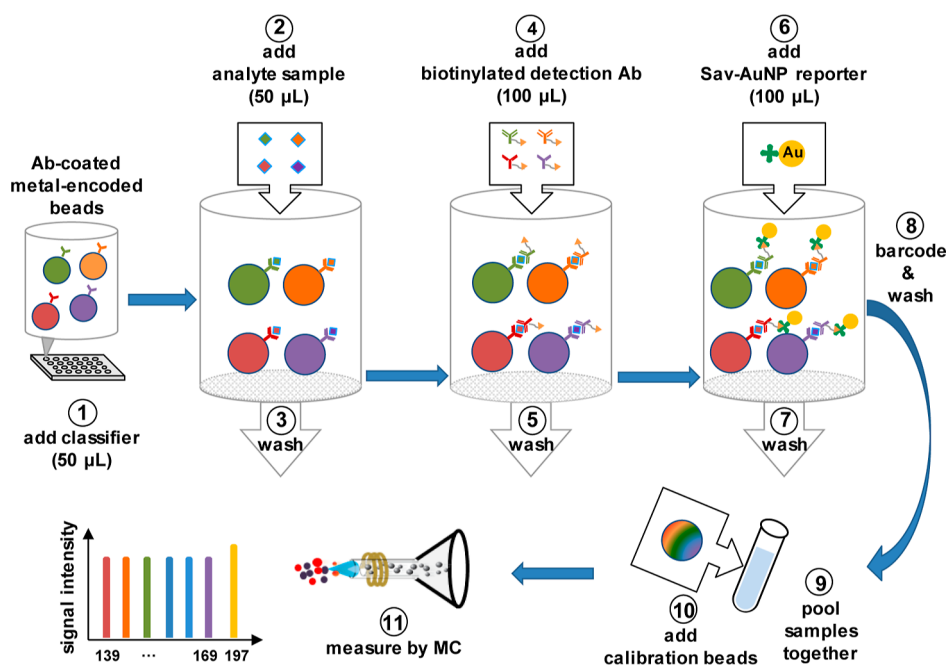 ②
add
analyte sample
(50 µL)
④
add
biotinylated detection Ab
(100 µL)
⑥
add
Sav-AuNP reporter
(100 µL)
Au
Ab-coated
metal-encoded
beads
⑧
barcode
&
wash
①
add classifier
(50 µL)
③
wash
⑤
wash
⑦
wash
signal intensity
139 ... 169 197
⑪
measure by MC
⑩
add
calibration beads
⑨
pool
samples
together